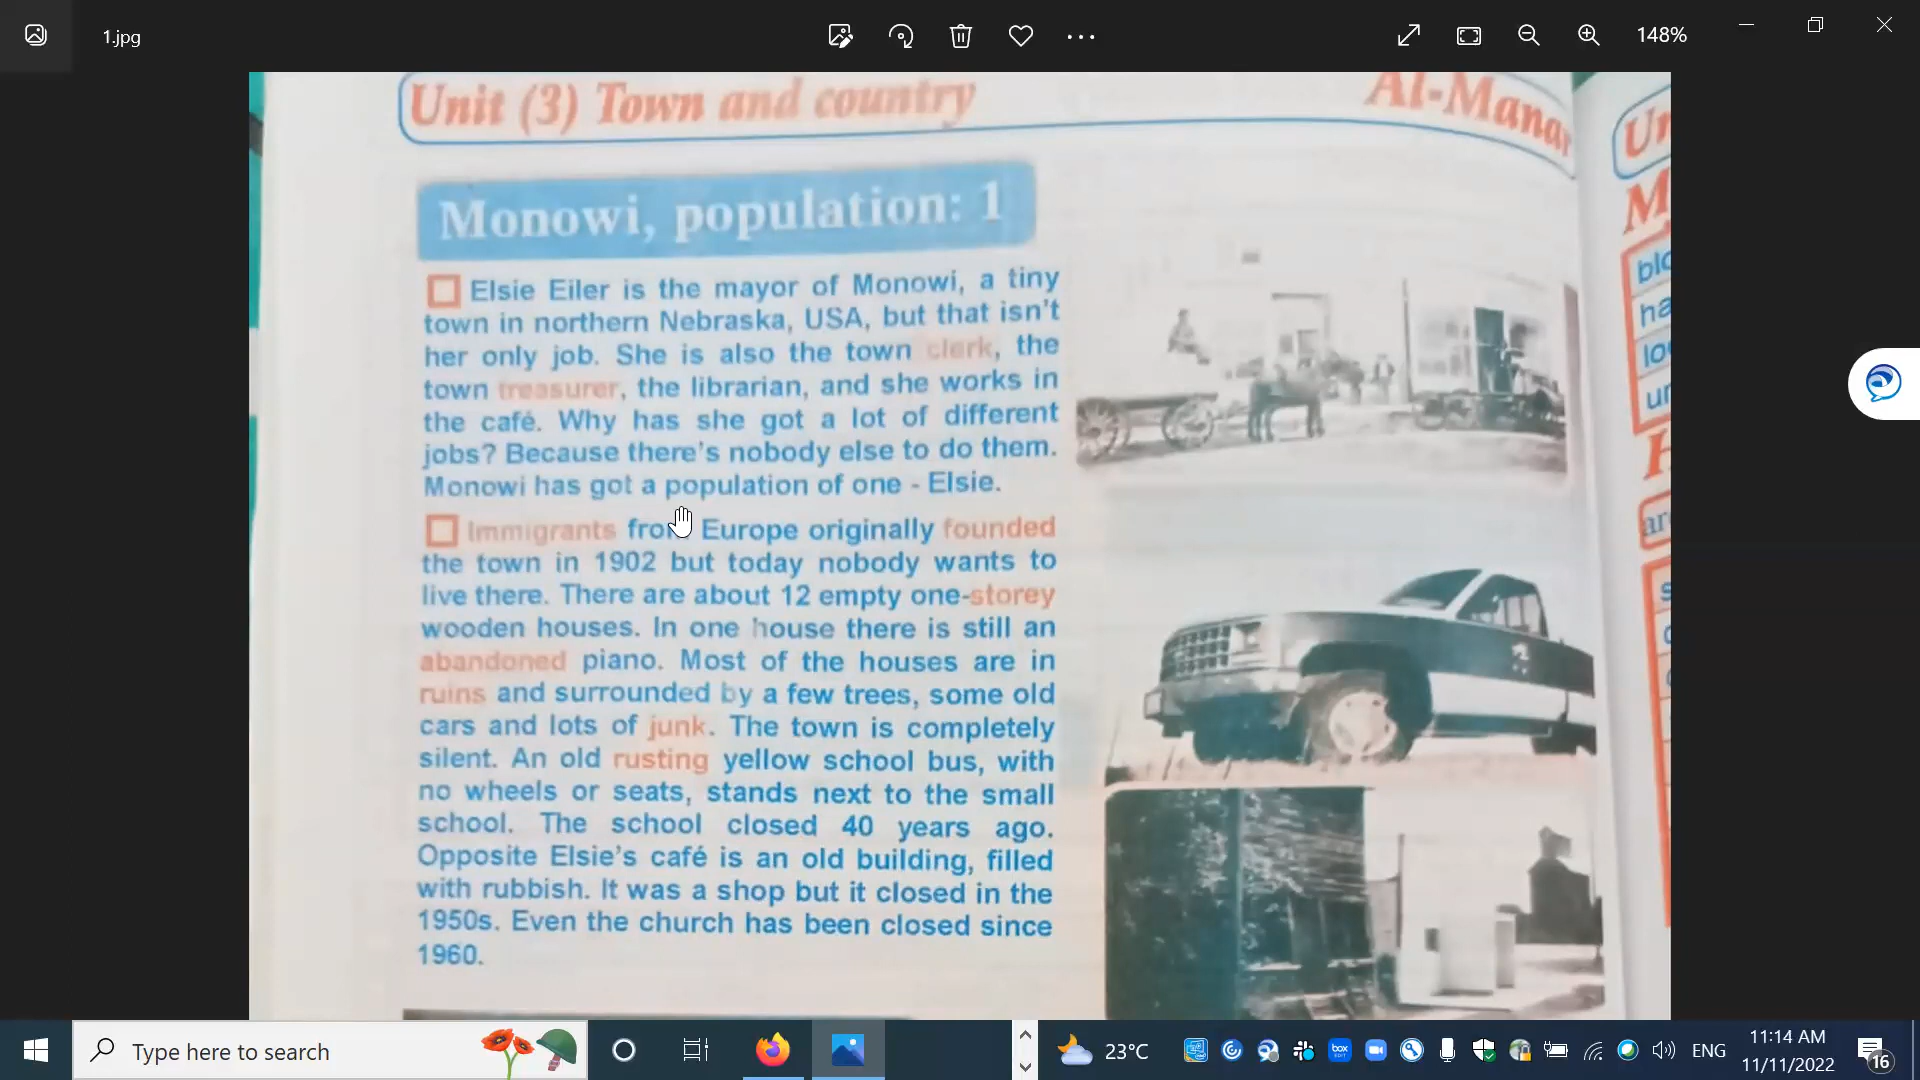 1.jpg
148%
Unit (3) Town and country
Al-Manar
Monowi, population: 1
Elsie Eiler is the mayor of Monowi, a tiny
town in northern Nebraska, USA, but that isn't
her only job. She is also the town clerk, the
town treasurer, the librarian, and she works in
the café. Why has she got a lot of different
jobs? Because there's nobody else to do them.
Monowi has got a population of one - Elsie.
Immigrants from Europe originally founded
the town in 1902 but today nobody wants to
live there. There are about 12 empty one-storey
wooden houses. In one house there is still an
abandoned piano. Most of the houses are in
ruins and surrounded by a few trees, some old
cars and lots of junk. The town is completely
silent. An old rusting yellow school bus, with
no wheels or seats, stands next to the small
school. The school closed 40 years ago.
Opposite Elsie's café is an old building, filled
with rubbish. It was a shop but it closed in the
1950s. Even the church has been closed since
1960.
Type here to search
23°C
box
EDIT
ENG
11:14 AM
11/11/2022
16